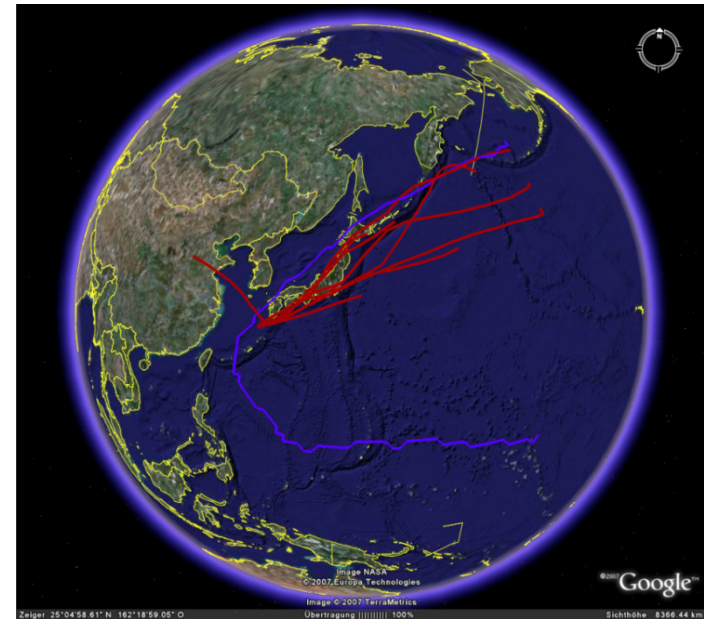 N
Image NASA
© 2007 Europa Technologies
Image © 2007 TerraMetrics
©2007 Google™
Zeiger 25°04'58.61" N 162°18'59.05" O Übertragung |||||||||| 100% Sichthöhe 8366.44 km